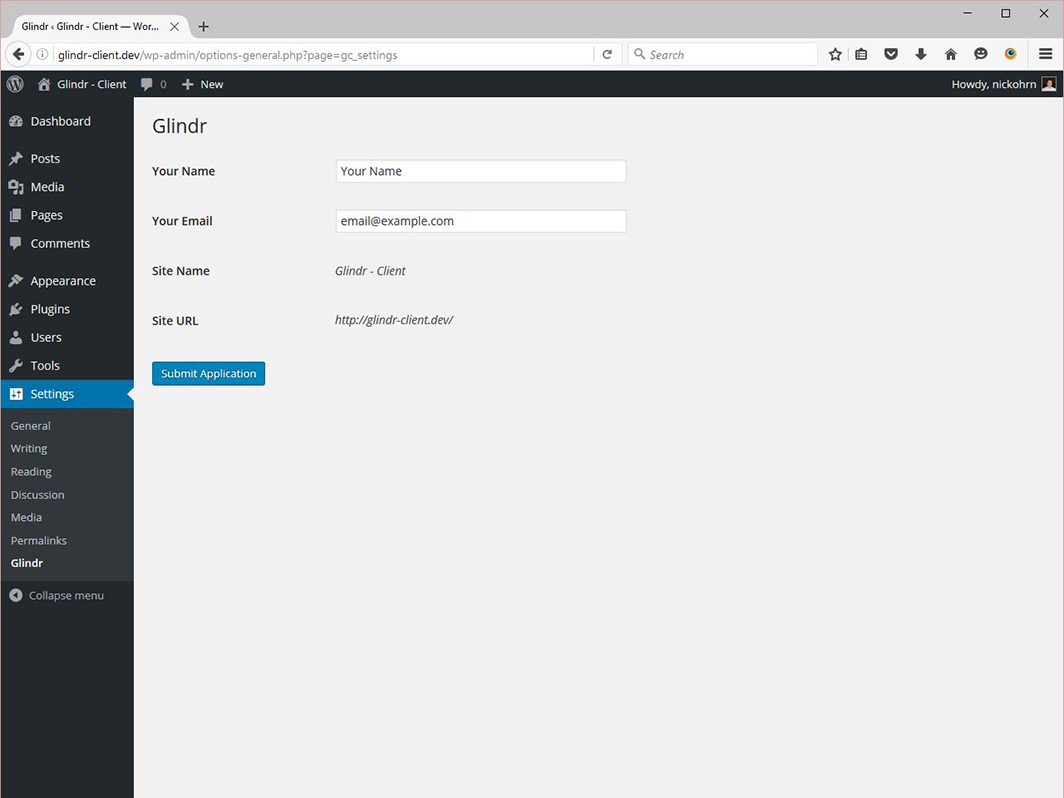 Glindr ‹ Glindr - Client — Wor...
glindr-client.dev/wp-admin/options-general.php?page=gc_settings
Search
Glindr - Client 0 New
Howdy, nickohrn
Dashboard
Posts
Media
Pages
Comments
Appearance
Plugins
Users
Tools
Settings
General
Writing
Reading
Discussion
Media
Permalinks
Glindr
Collapse menu
Glindr
Your Name Your Name
Your Email email@example.com
Site Name Glindr - Client
Site URL http://glindr-client.dev/
Submit Application